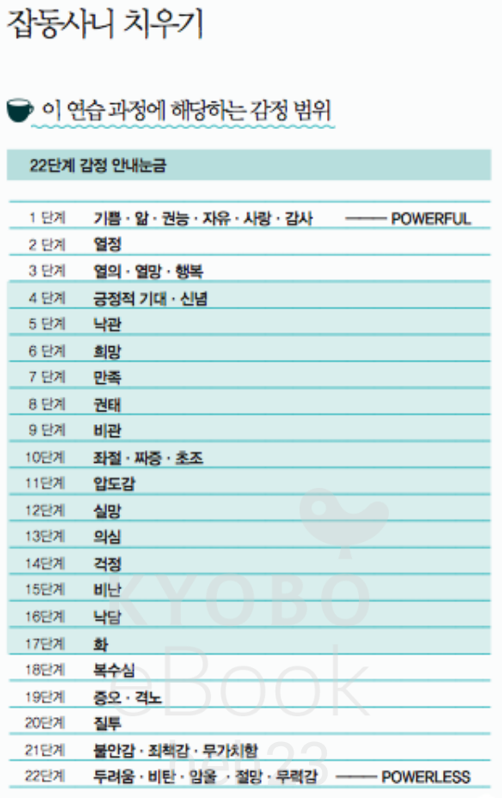 잡동사니 치우기
이 연습 과정에 해당하는 감정 범위
22단계 감정 안내눈금
1 단계 기쁨 · 앎 · 권능 · 자유 · 사랑 · 감사 —— POWERFUL
2 단계 열정
3 단계 열의 · 열망 · 행복
4 단계 긍정적 기대 · 신념
5 단계 낙관
6 단계 희망
7 단계 만족
8 단계 권태
9 단계 비관
10단계 좌절 · 짜증 · 초조
11단계 압도감
12단계 실망
13단계 의심
14단계 걱정
15단계 비난
16단계 낙담
17단계 화
18단계 복수심
19단계 증오 · 격노
20단계 질투
21단계 불안감 · 죄책감 · 무가치함
22단계 두려움 · 비탄 · 암울 · 절망 · 무력감 —— POWERLESS
KYOBO
eBook